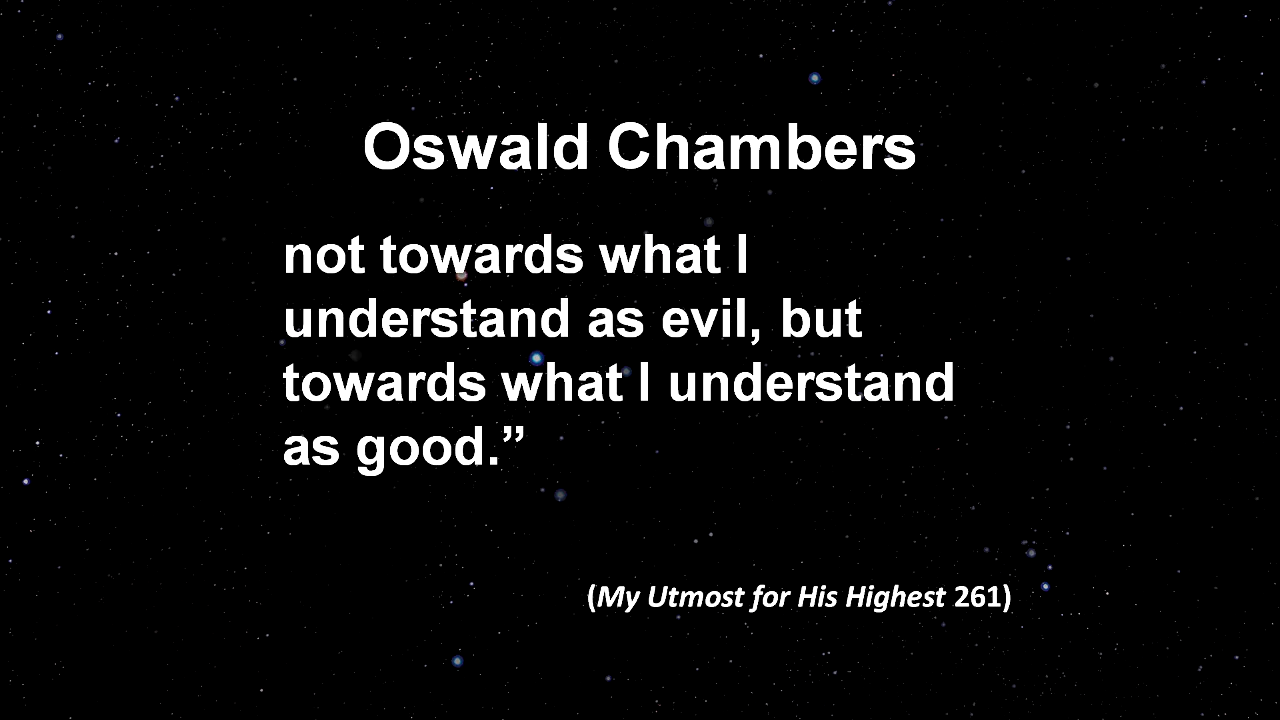 Oswald Chambers
not towards what I
understand as evil, but
towards what I understand
as good.”
(My Utmost for His Highest 261)